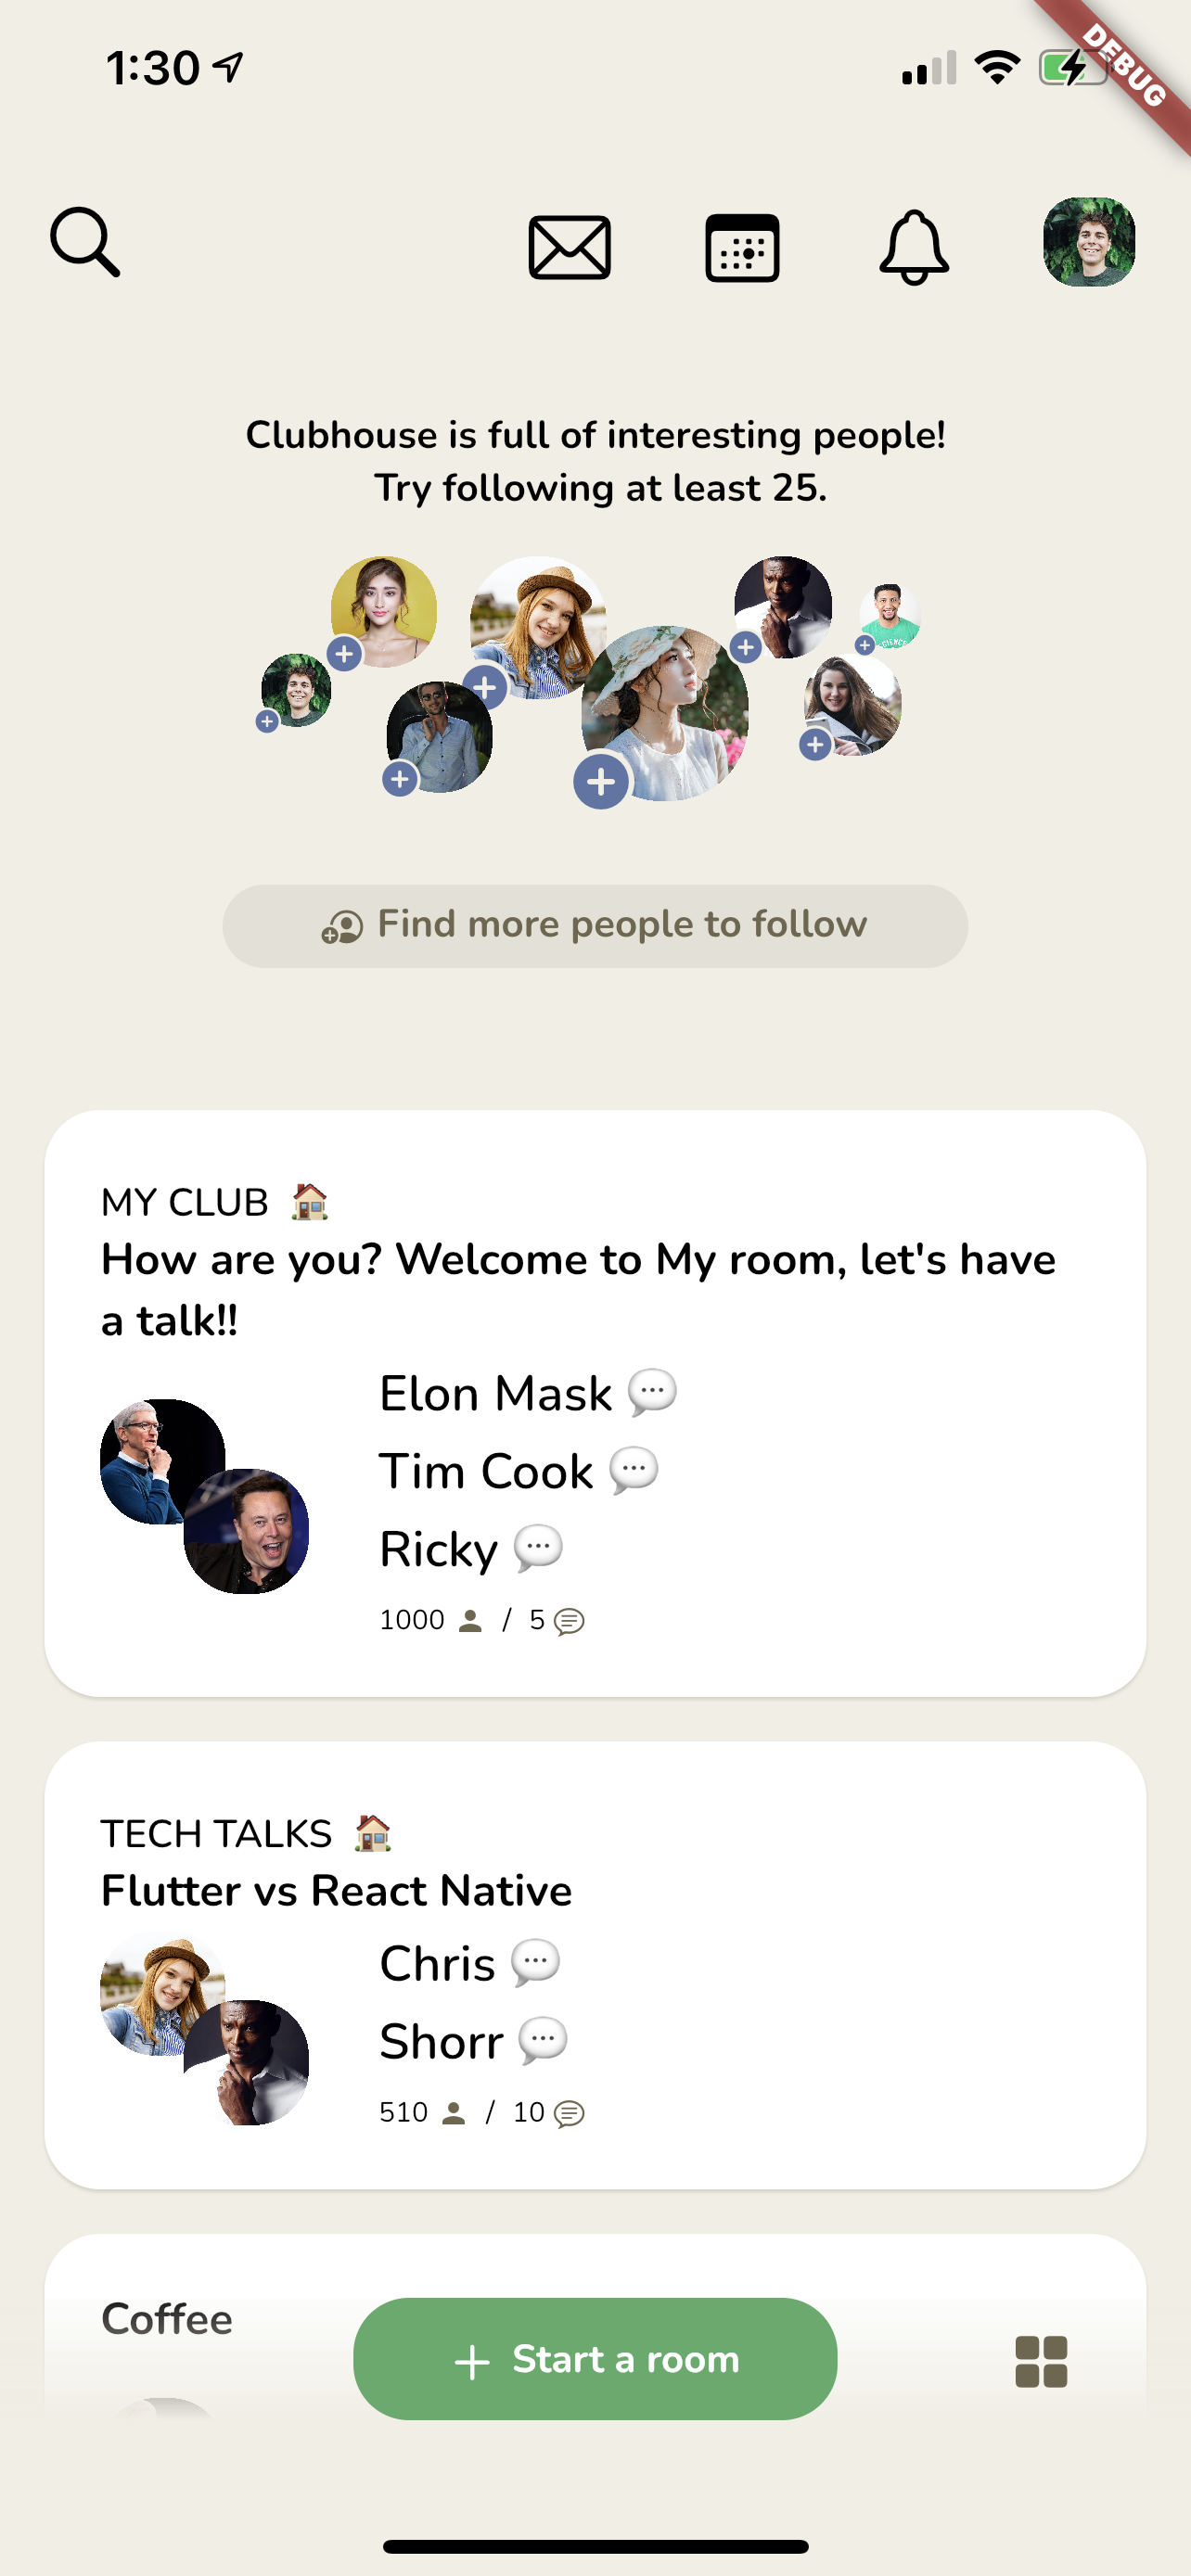 1:30
DEBUG
Clubhouse is full of interesting people!
Try following at least 25.
CIENCE
Find more people to follow
MY CLUB 🏠
How are you? Welcome to My room, let's have
a talk!!
Elon Mask 💬
Tim Cook 💬
Ricky 💬
1000 / 5
TECH TALKS 🏠
Flutter vs React Native
Chris 💬
Shorr 💬
510 / 10
Coffee
+ Start a room